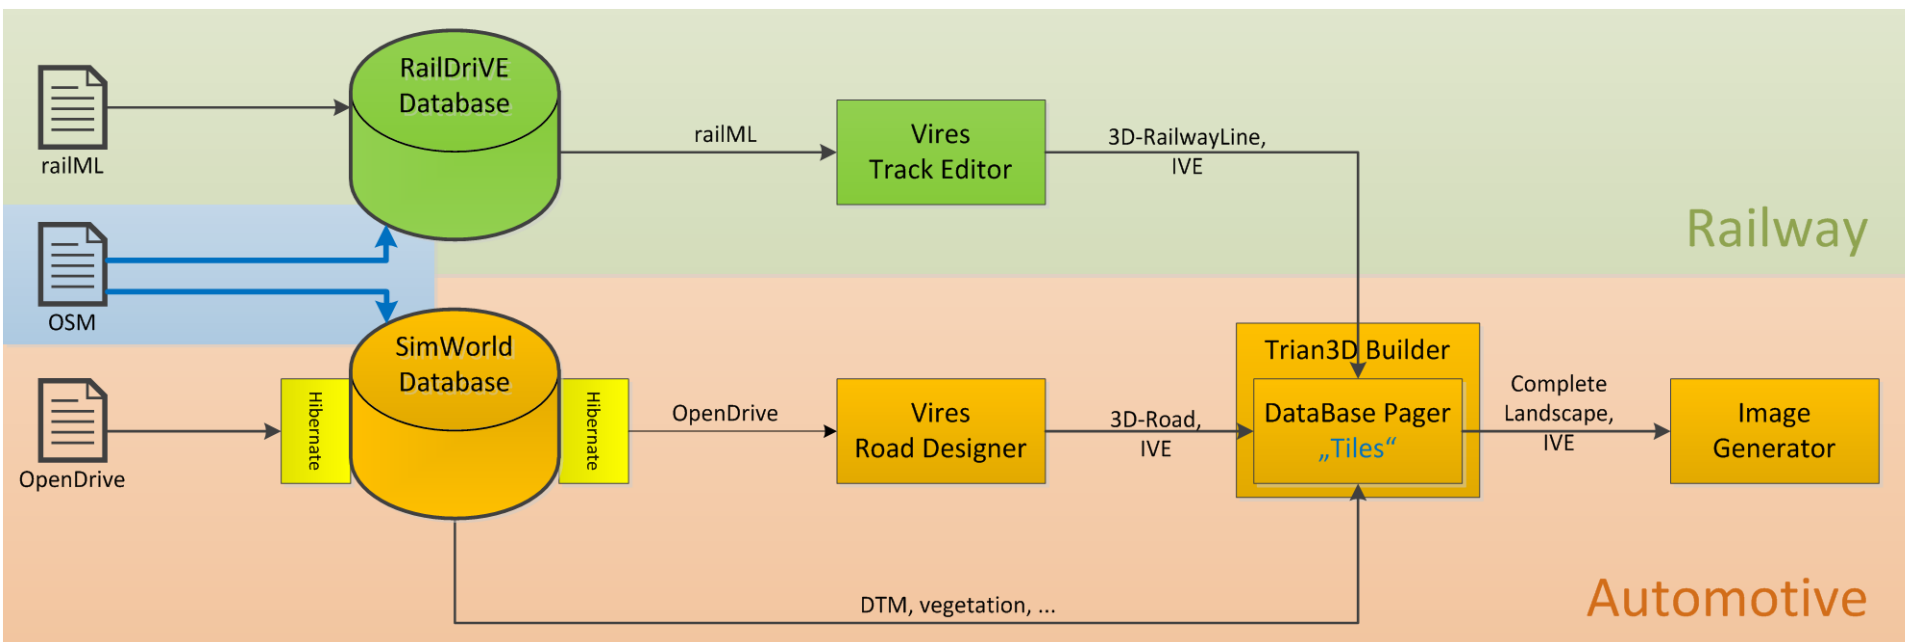 RailDriVE
Database
railML
railML
Vires
Track Editor
3D-RailwayLine,
IVE
Railway
OSM
SimWorld
Database
OpenDrive
Hibernate
Hibernate
OpenDrive
Vires
Road Designer
3D-Road,
IVE
Trian3D Builder
DataBase Pager
„Tiles“
Complete
Landscape,
IVE
Image
Generator
DTM, vegetation, ...
Automotive